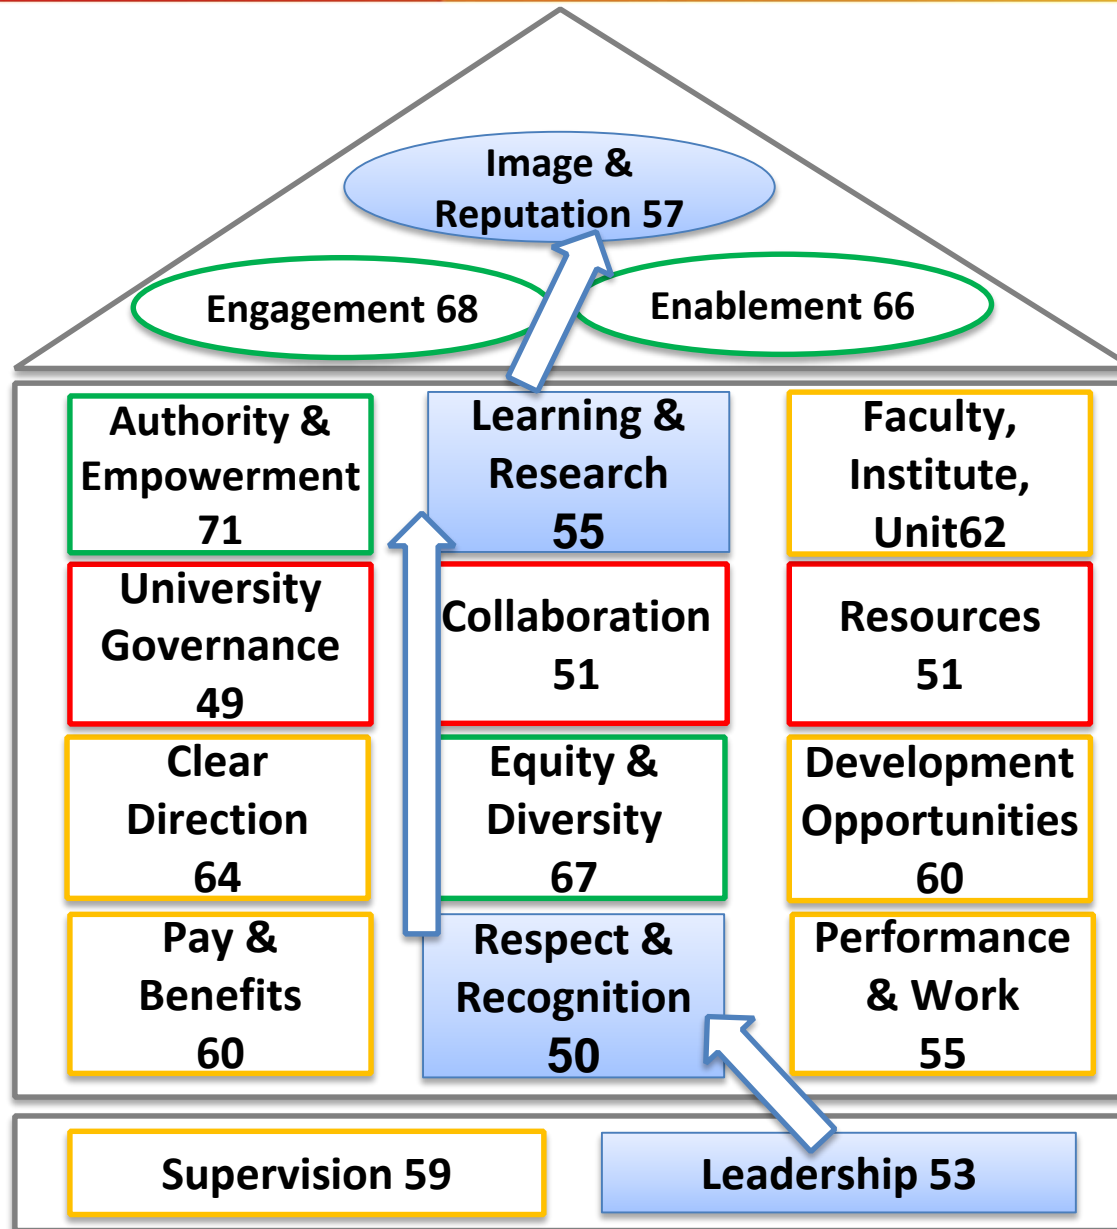 Image &
Reputation 57
Engagement 68
Enablement 66
Authority &
Empowerment
71
Learning &
Research
55
Faculty,
Institute,
Unit62
University
Governance
49
Collaboration
51
Resources
51
Clear
Direction
64
Equity &
Diversity
67
Development
Opportunities
60
Pay &
Benefits
60
Respect &
Recognition
50
Performance
& Work
55
Supervision 59
Leadership 53